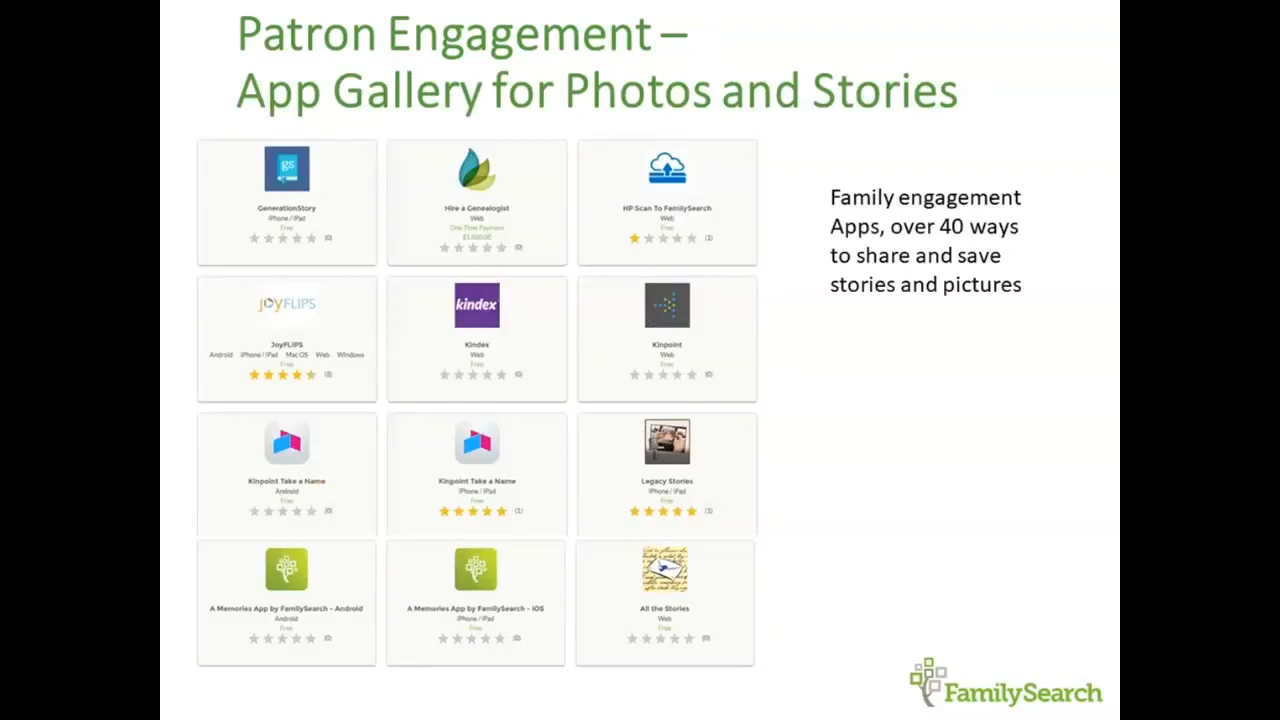 Patron Engagement –
App Gallery for Photos and Stories
gs
GenerationStory
iPhone / iPad
Free
(0)
Hire a Genealogist
Web
One Time Payment
(0)
HP Scan To FamilySearch
Web
Free
(1)
JOYFLIPS
JoyFLIPS
Android iPhone / iPad MacOS Web Windows
Free
kindex
Kindex
Web
Free
(0)
Kinpoint
Web
Free
(0)
Kinpoint Take a Name
Android
Free
(0)
Kinpoint Take a Name
iPhone / iPad
Free
(1)
Legacy Stories
iPhone / iPad
Free
(1)
A Memories App by FamilySearch - Android
Android
Free
(0)
A Memories App by FamilySearch - iOS
iPhone / iPad
Free
(0)
All the Stories
Web
Free
(0)
Family engagement
Apps, over 40 ways
to share and save
stories and pictures
FamilySearch